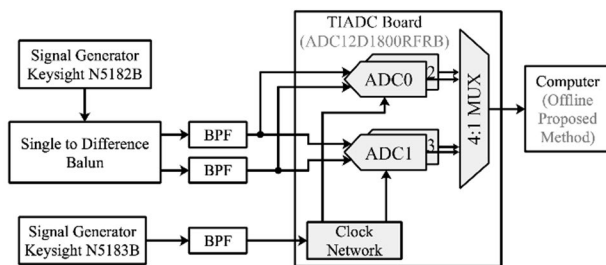 TIADC Board
(ADC12D1800RFRB)
Signal Generator
Keysight N5182B
ADC0
2
4:1 MUX
Computer
(Offline
Proposed
Method)
Single to Difference
Balun
BPF
BPF
ADC1
3
Signal Generator
Keysight N5183B
BPF
Clock
Network